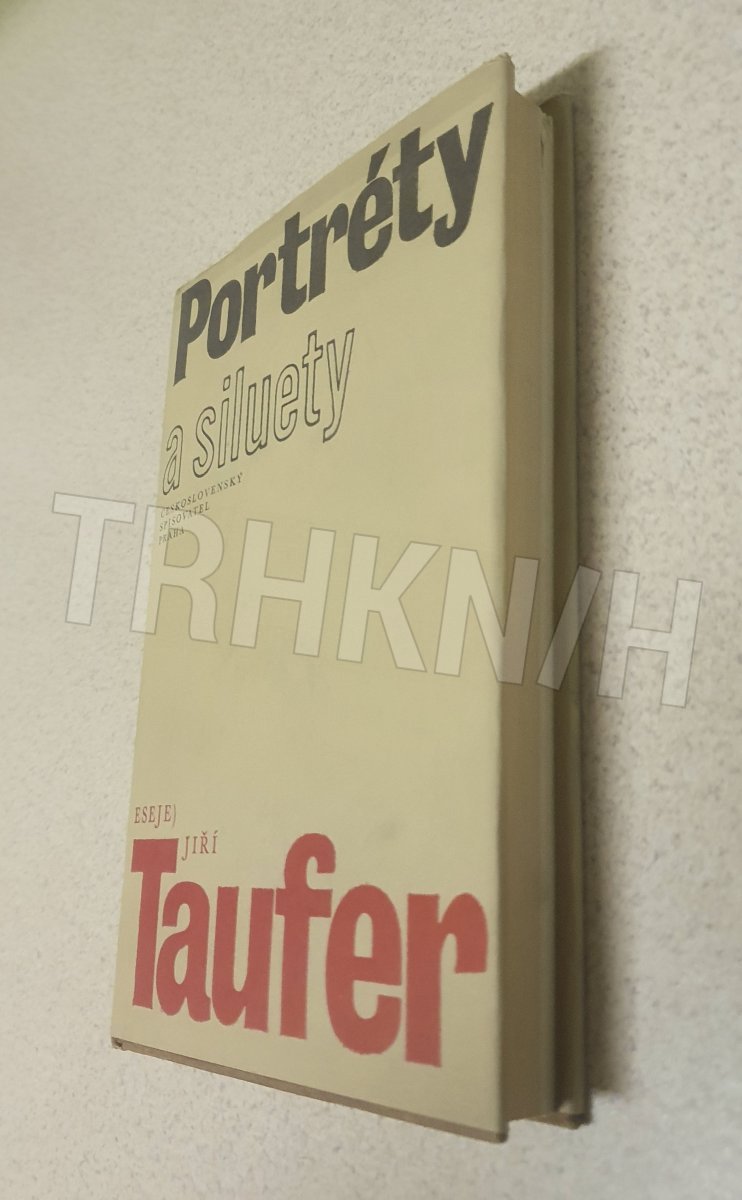 Portréty
a siluety
ČESKOSLOVENSKÝ
SPISOVATEL
PRAHA
TRHKNIH
ESEJE)
JIŘÍ
Taufer